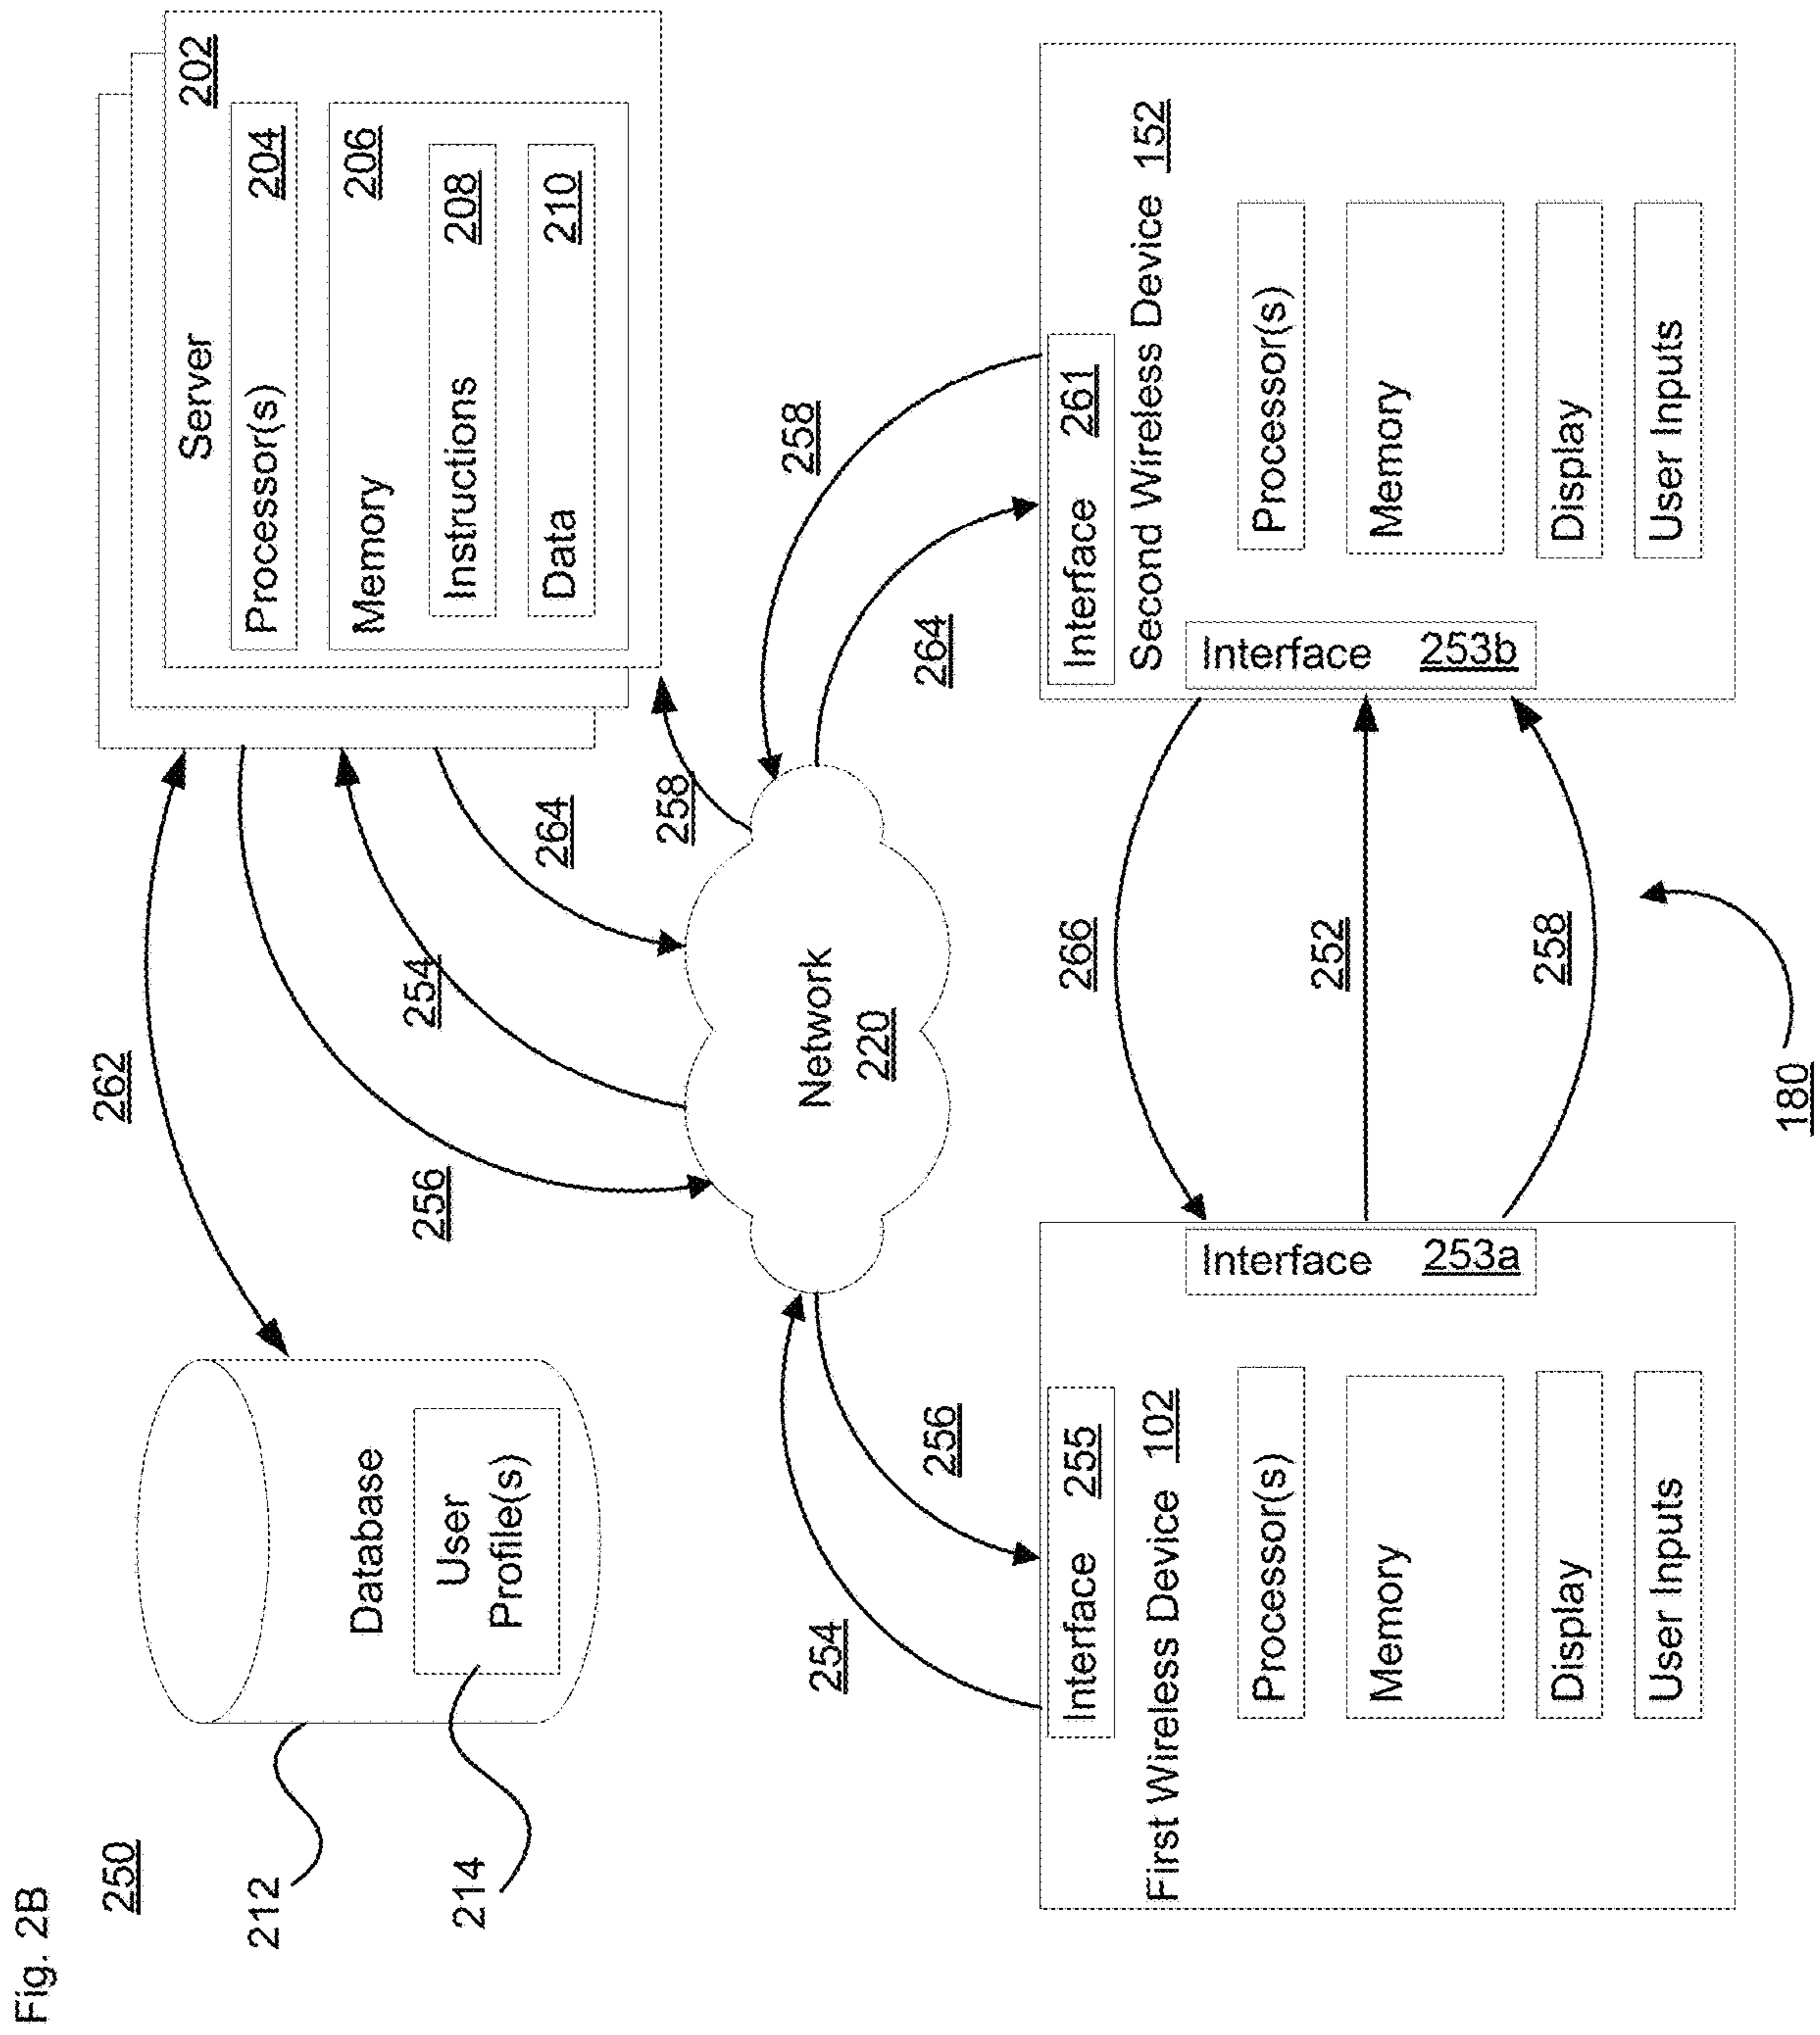 Fig. 2B
250
212
214
Database
User
Profile(s)
262
256
254
264
258
Server
202
Processor(s) 204
Memory 206
Instructions 208
Data 210
Network
220
254
256
258
264
Interface 255
First Wireless Device 102
Processor(s)
Memory
Display
User Inputs
Interface 253a
266
252
258
180
Interface 261
Second Wireless Device 152
Interface 253b
Processor(s)
Memory
Display
User Inputs